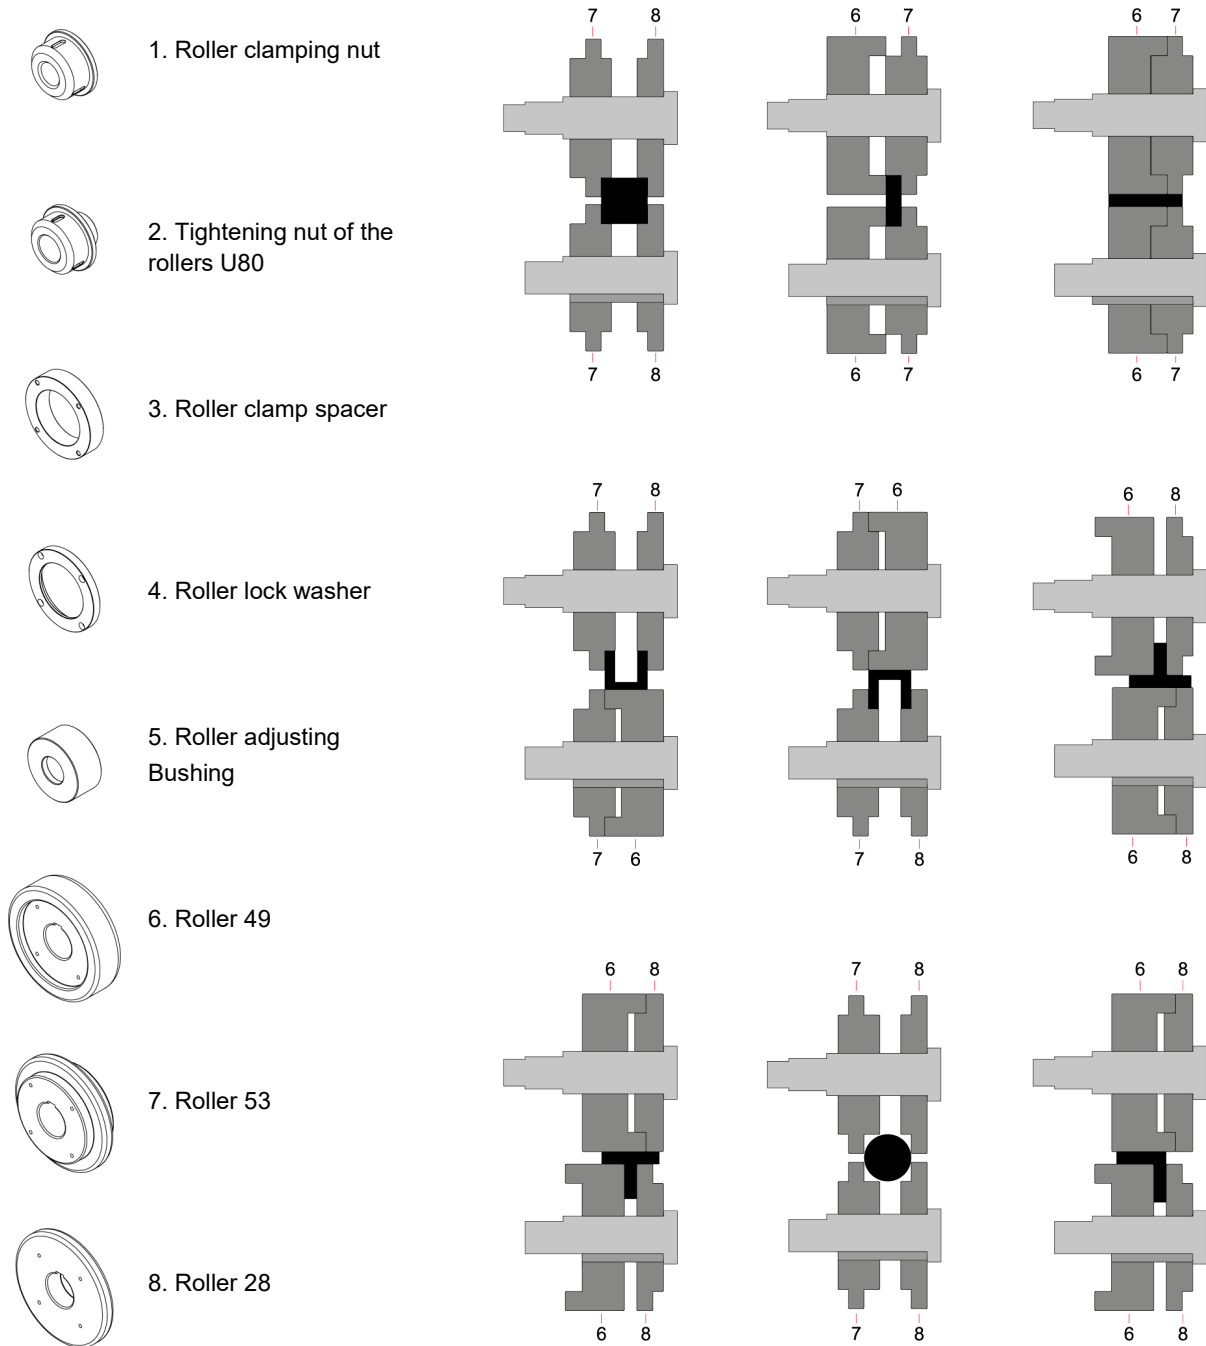 1. Roller clamping nut
2. Tightening nut of the
rollers U80
3. Roller clamp spacer
4. Roller lock washer
5. Roller adjusting
Bushing
6. Roller 49
7. Roller 53
8. Roller 28
7 8
6 7
6 7
7 8
6 7
6 7
7 8
7 6
6 8
7 6
7 8
6 8
6 8
7 8
6 8
6 8
7 8
6 8